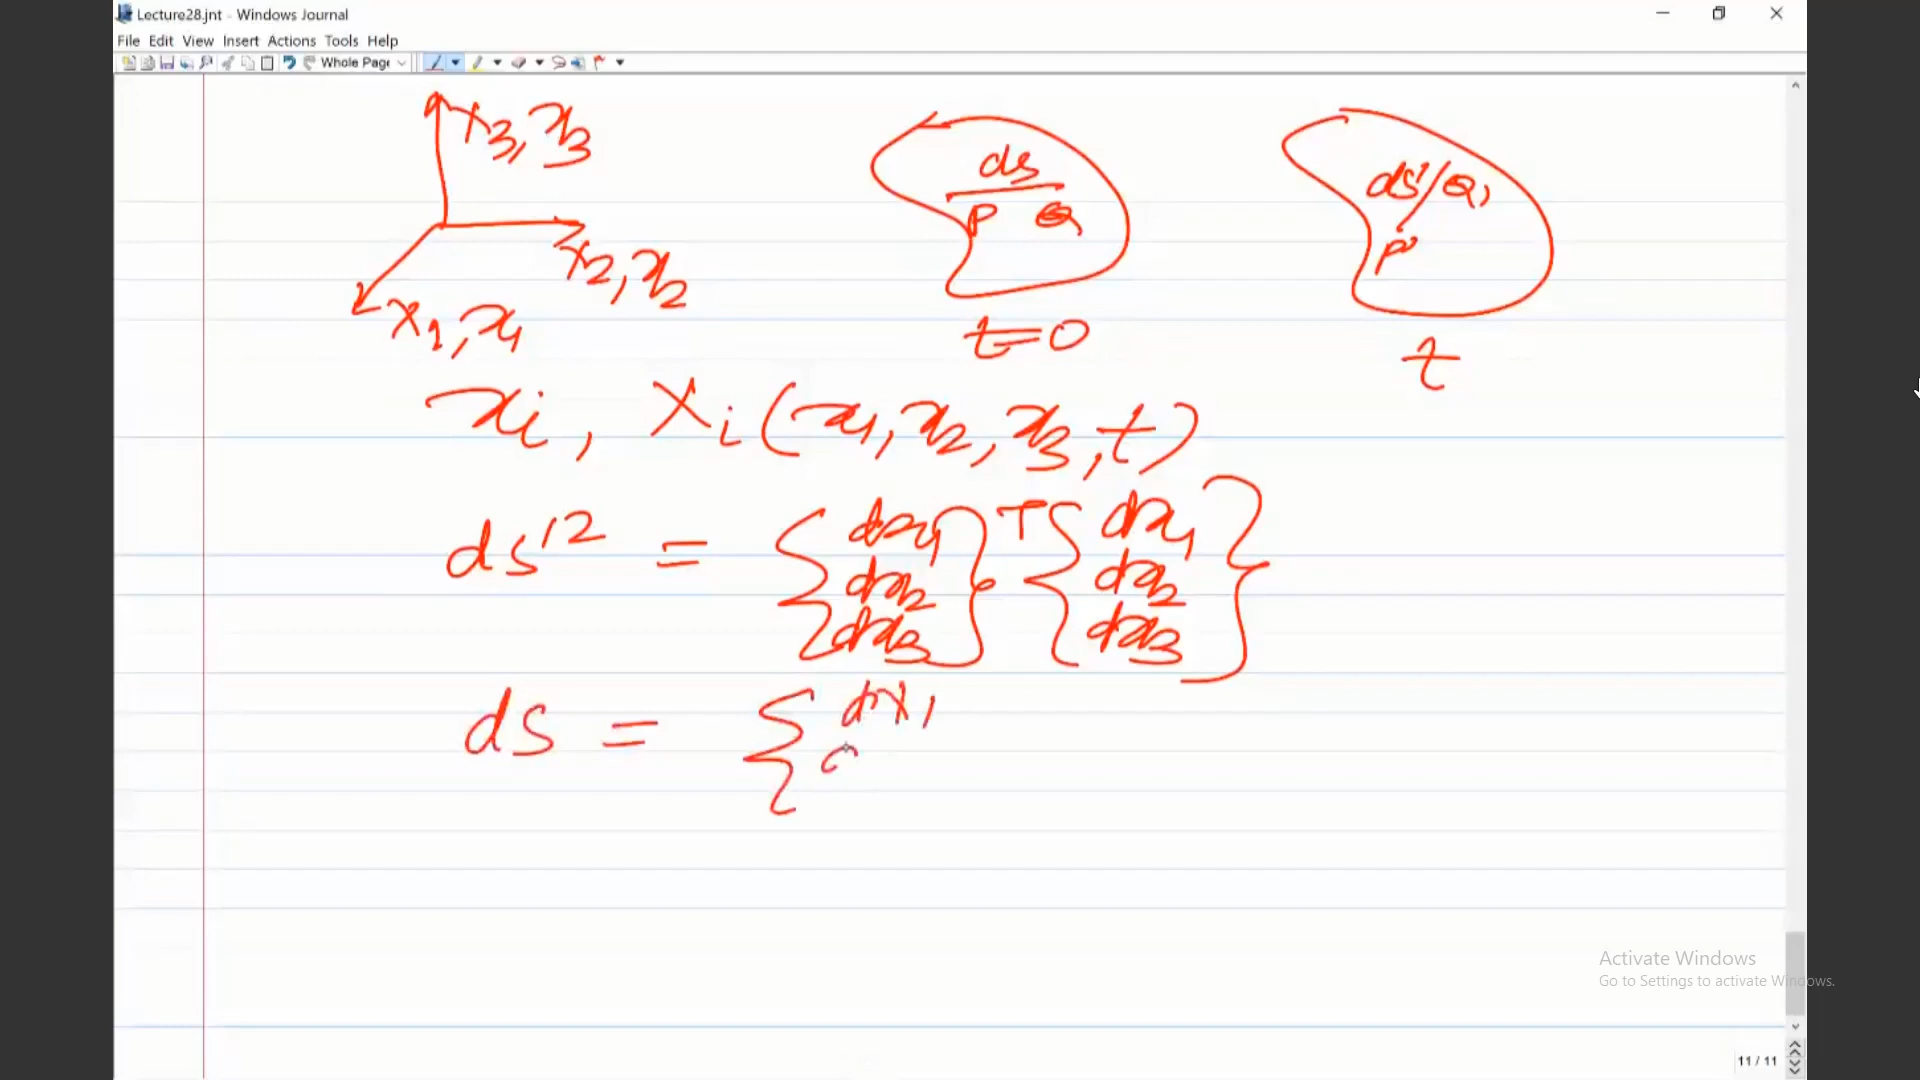 Lecture28.jnt - Windows Journal
File Edit View Insert Actions Tools Help
Whole Page
X3, x3
X2, x2
X1, x1
ds
P Q
t=0
ds' Q'
P'
t
xi, Xi (x1, x2, x3, t)
ds'2 = { dx1 dx2 dx3 }T { dx1 dx2 dx3 }
ds = { dX1
Activate Windows
Go to Settings to activate Windows.
11 / 11